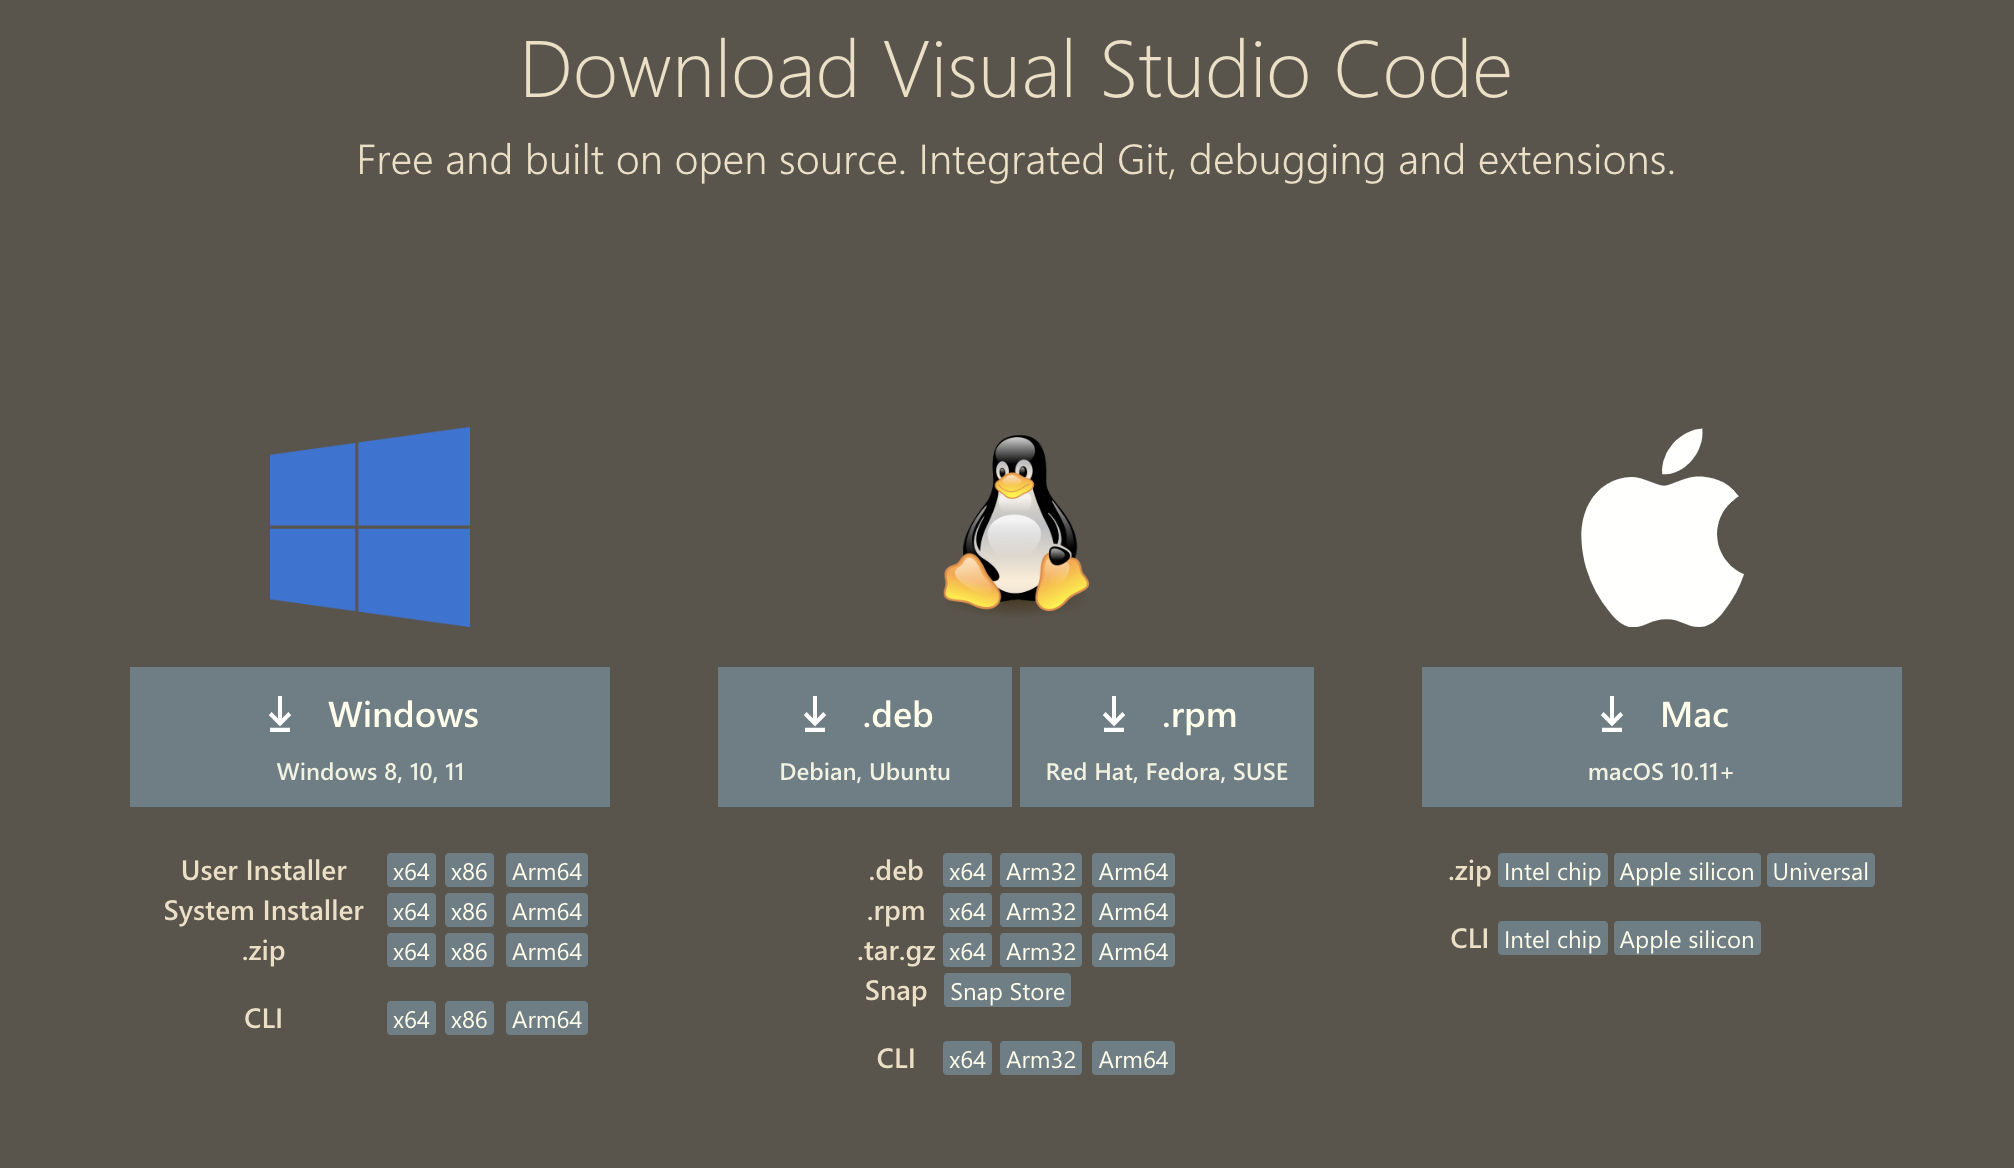 Download Visual Studio Code
Free and built on open source. Integrated Git, debugging and extensions.
Windows
Windows 8, 10, 11
User Installer x64 x86 Arm64
System Installer x64 x86 Arm64
.zip x64 x86 Arm64
CLI x64 x86 Arm64
.deb
Debian, Ubuntu
.rpm
Red Hat, Fedora, SUSE
.deb x64 Arm32 Arm64
.rpm x64 Arm32 Arm64
.tar.gz x64 Arm32 Arm64
Snap Snap Store
CLI x64 Arm32 Arm64
Mac
macOS 10.11+
.zip Intel chip Apple silicon Universal
CLI Intel chip Apple silicon